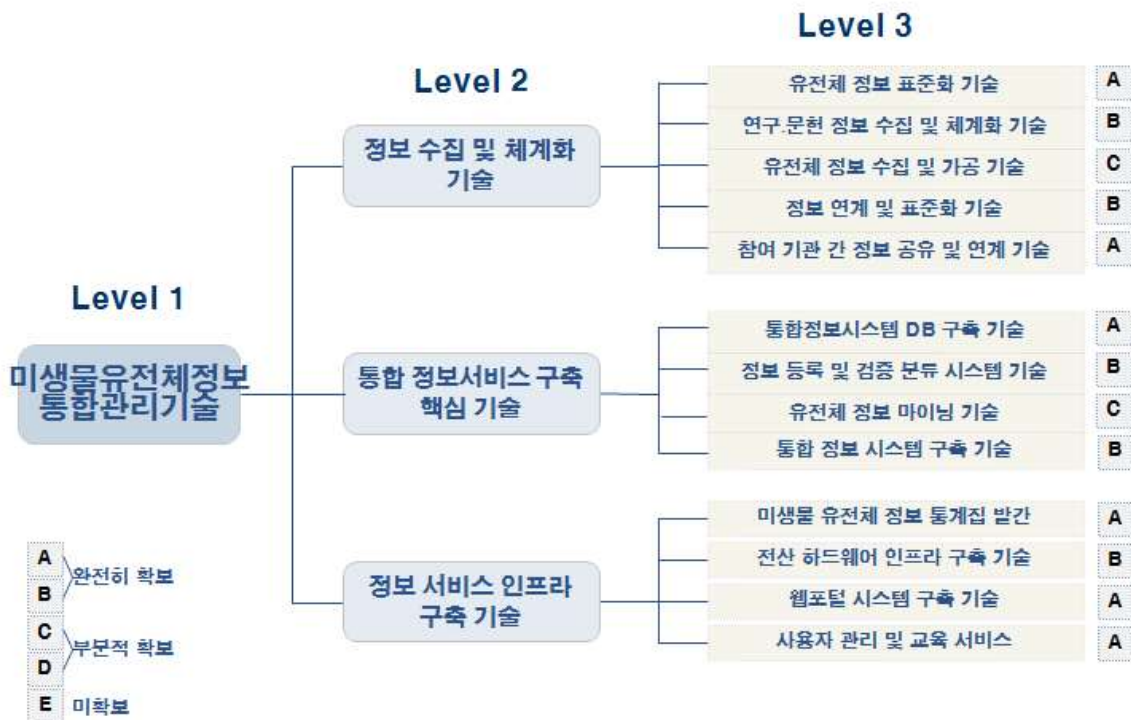 Level 3
Level 2
Level 1
미생물유전체정보
통합관리기술
정보 수집 및 체계화
기술
유전체 정보 표준화 기술 A
연구.문헌 정보 수집 및 체계화 기술 B
유전체 정보 수집 및 가공 기술 C
정보 연계 및 표준화 기술 B
참여 기관 간 정보 공유 및 연계 기술 A
통합 정보서비스 구축
핵심 기술
통합정보시스템 DB 구축 기술 A
정보 등록 및 검증 분류 시스템 기술 B
유전체 정보 마이닝 기술 C
통합 정보 시스템 구축 기술 B
정보 서비스 인프라
구축 기술
미생물 유전체 정보 통계집 발간 A
전산 하드웨어 인프라 구축 기술 B
웹포털 시스템 구축 기술 A
사용자 관리 및 교육 서비스 A
A
B
완전히 확보
C
D
부분적 확보
E 미확보